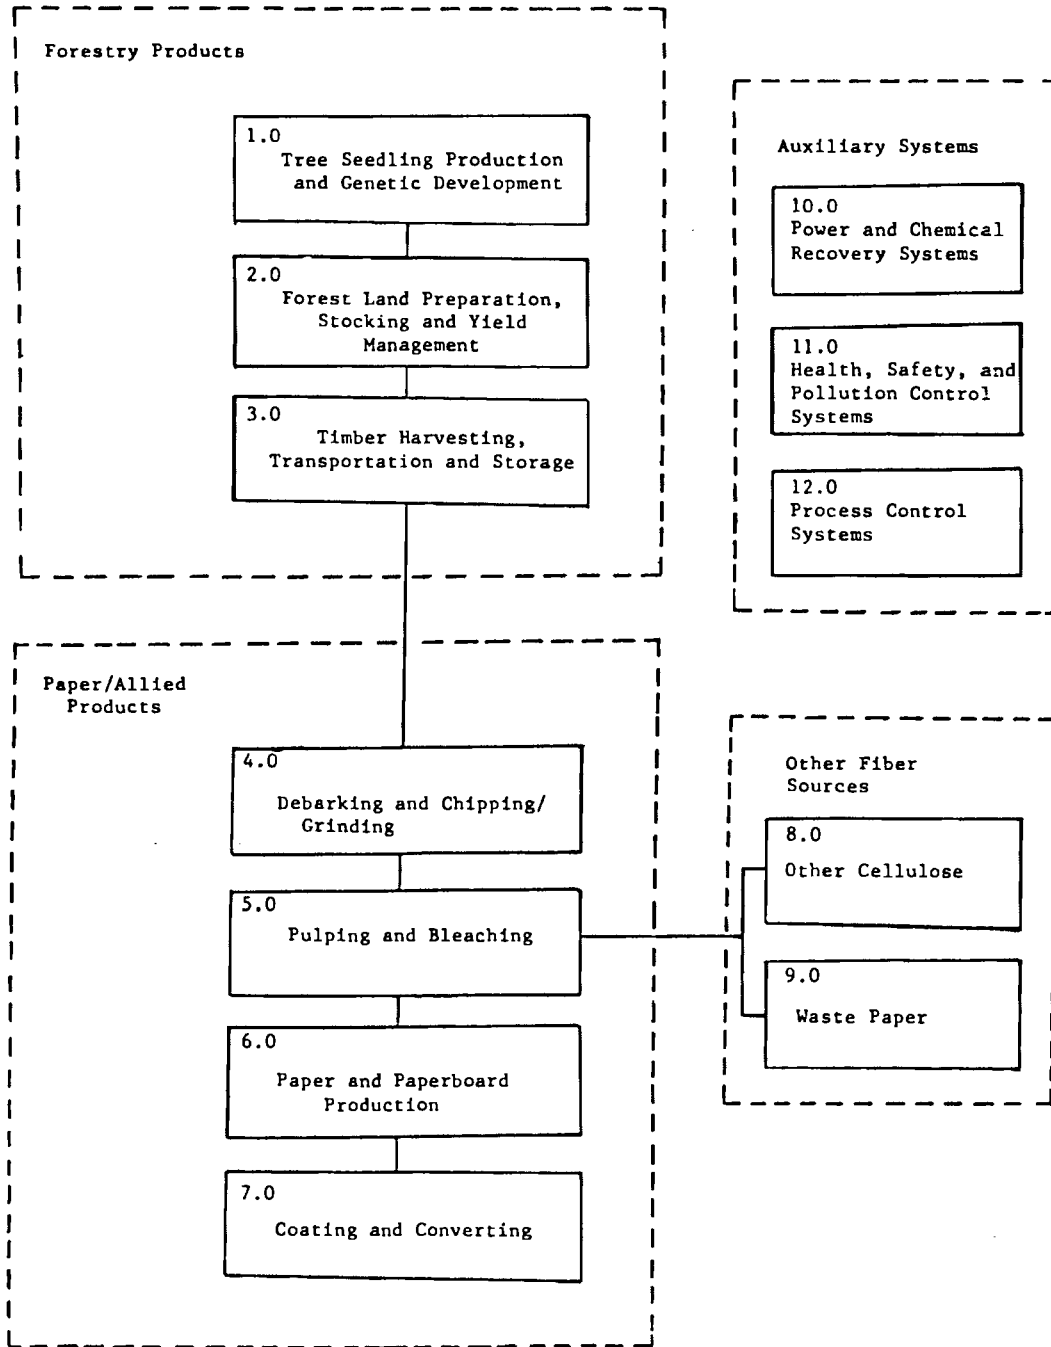 Forestry Products
1.0
Tree Seedling Production
and Genetic Development
2.0
Forest Land Preparation,
Stocking and Yield
Management
3.0
Timber Harvesting,
Transportation and Storage
Auxiliary Systems
10.0
Power and Chemical
Recovery Systems
11.0
Health, Safety, and
Pollution Control
Systems
12.0
Process Control
Systems
Paper/Allied
Products
4.0
Debarking and Chipping/
Grinding
5.0
Pulping and Bleaching
6.0
Paper and Paperboard
Production
7.0
Coating and Converting
Other Fiber
Sources
8.0
Other Cellulose
9.0
Waste Paper